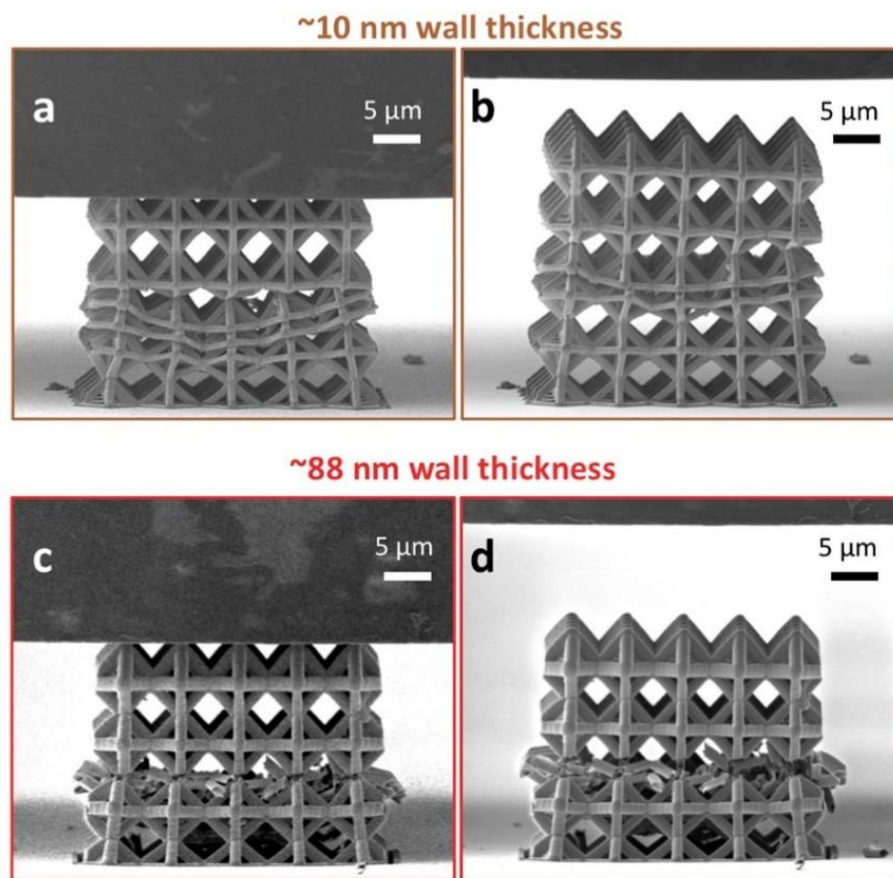 ~10 nm wall thickness
a
5 μm
b
5 μm
~88 nm wall thickness
c
5 μm
d
5 μm